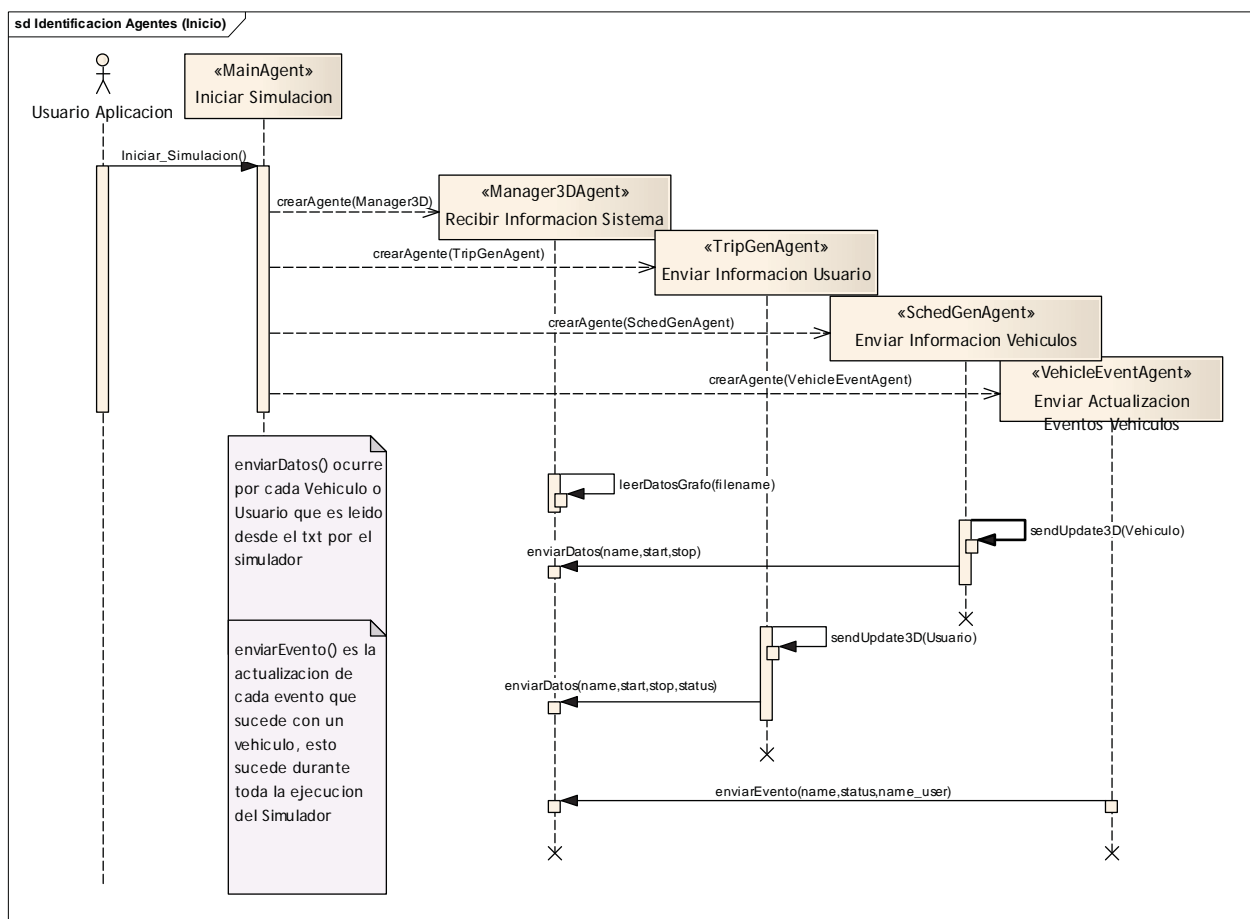 sd Identificacion Agentes (Inicio)
«MainAgent»
Iniciar Simulacion
Usuario Aplicacion
Iniciar_Simulacion()
«Manager3DAgent»
Recibir Informacion Sistema
crearAgente(Manager3D)
«TripGenAgent»
Enviar Informacion Usuario
crearAgente(TripGenAgent)
«SchedGenAgent»
Enviar Informacion Vehiculos
crearAgente(SchedGenAgent)
«VehicleEventAgent»
Enviar Actualizacion
Eventos Vehiculos
crearAgente(VehicleEventAgent)
enviarDatos() ocurre
por cada Vehiculo o
Usuario que es leido
desde el txt por el
simulador
leerDatosGrafo(filename)
sendUpdate3D(Vehiculo)
enviarDatos(name,start,stop)
enviarEvento() es la
actualizacion de
cada evento que
sucede con un
vehiculo, esto
sucede durante
toda la ejecucion
del Simulador
sendUpdate3D(Usuario)
enviarDatos(name,start,stop,status)
enviarEvento(name,status,name_user)